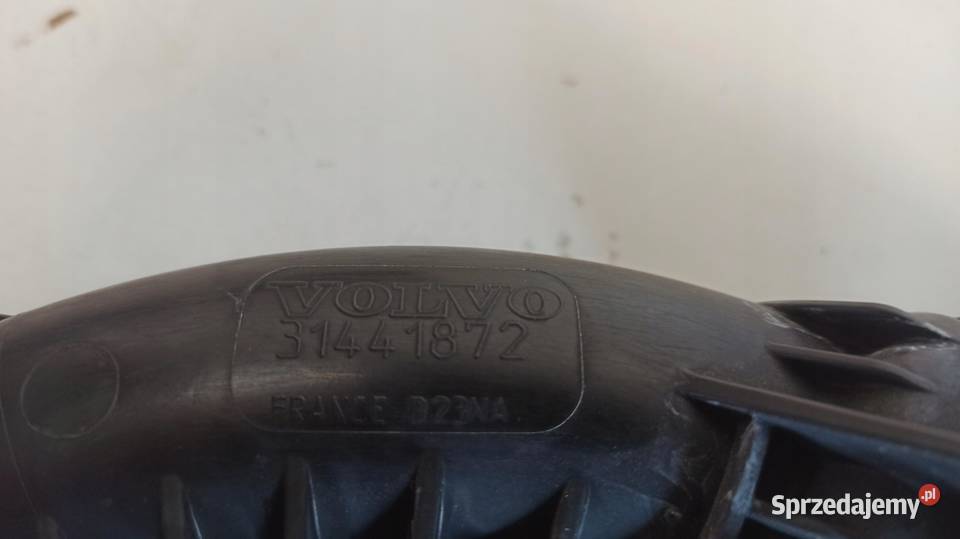 VOLVO
31441872
FRANCE D23NA
Sprzedajemy.pl